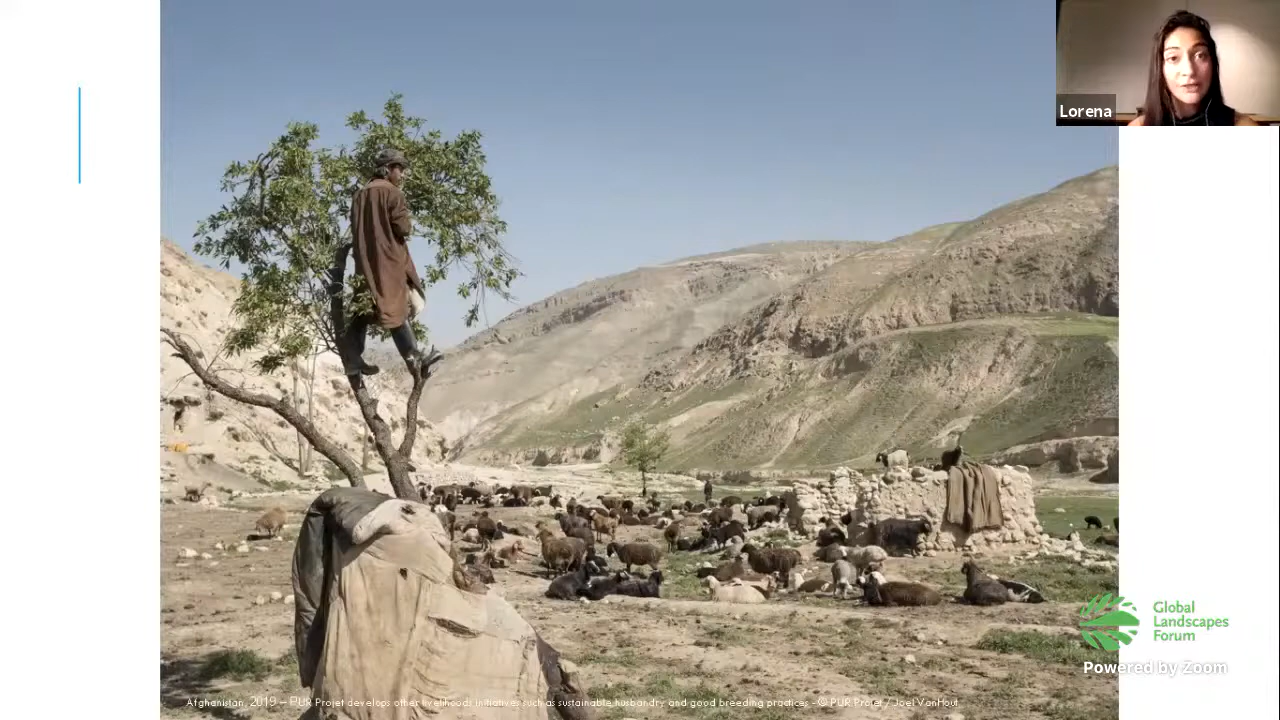 Lorena
Global
Landscapes
Forum
Powered by Zoom
Afghanistan, 2019 – PUR Projet develops other livelihoods initiatives such as sustainable husbandry and good breeding practices - © PUR Projet / Joel VanHout